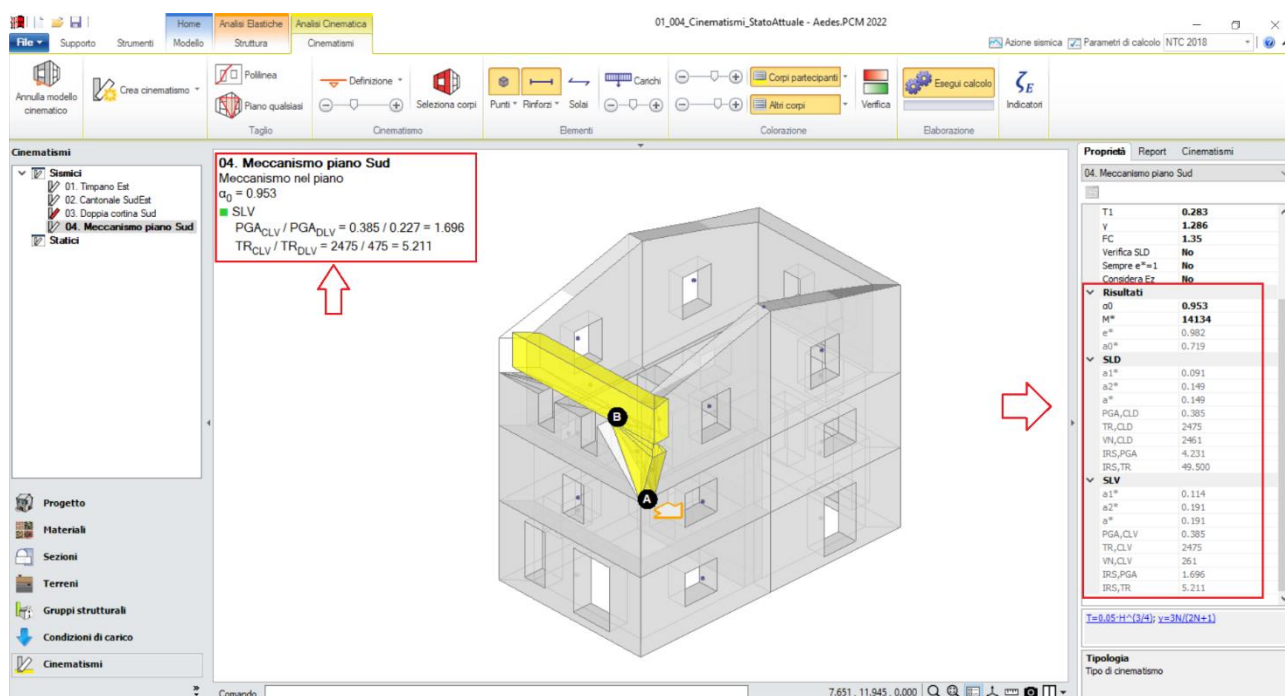 01_004_Cinematismi_StatoAttuale - Aedes.PCM 2022
Home
Analisi Elastiche
Analisi Cinematica
File
Supporto
Strumenti
Modello
Struttura
Cinematismi
Azione sismica
Parametri di calcolo
NTC 2018
Annulla modello
cinematico
Crea cinematismo
Polilinea
Piano qualsiasi
Taglio
Definizione
Seleziona corpi
Cinematismo
Punti
Rinforzi
Solai
Carichi
Elementi
Corpi partecipanti
Altri corpi
Verifica
Colorazione
Esegui calcolo
Elaborazione
ζE
Indicatori
Cinematismi
Sismici
01. Timpano Est
02. Cantonale SudEst
03. Doppia cortina Sud
04. Meccanismo piano Sud
Statici
Progetto
Materiali
Sezioni
Terreni
Gruppi strutturali
Condizioni di carico
Cinematismi
04. Meccanismo piano Sud
Meccanismo nel piano
α0 = 0.953
SLV
PGACLV / PGADLV = 0.385 / 0.227 = 1.696
TRCLV / TRDLV = 2475 / 475 = 5.211
B
A
Proprietà Report Cinematismi
04. Meccanismo piano Sud
T1 0.283
γ 1.286
FC 1.35
Verifica SLD No
Sempre e*=1 No
Considera Ez No
Risultati
α0 0.953
M* 14134
e* 0.982
a0* 0.719
SLD
a1* 0.091
a2* 0.149
a* 0.149
PGA,CLD 0.385
TR,CLD 2475
VN,CLD 2461
IRS,PGA 4.231
IRS,TR 49.500
SLV
a1* 0.114
a2* 0.191
a* 0.191
PGA,CLV 0.385
TR,CLV 2475
VN,CLV 261
IRS,PGA 1.696
IRS,TR 5.211
T=0.05·H^(3/4); γ=3N/(2N+1)
Tipologia
Tipo di cinematismo
Comando
7.651 , 11.945 , 0.000